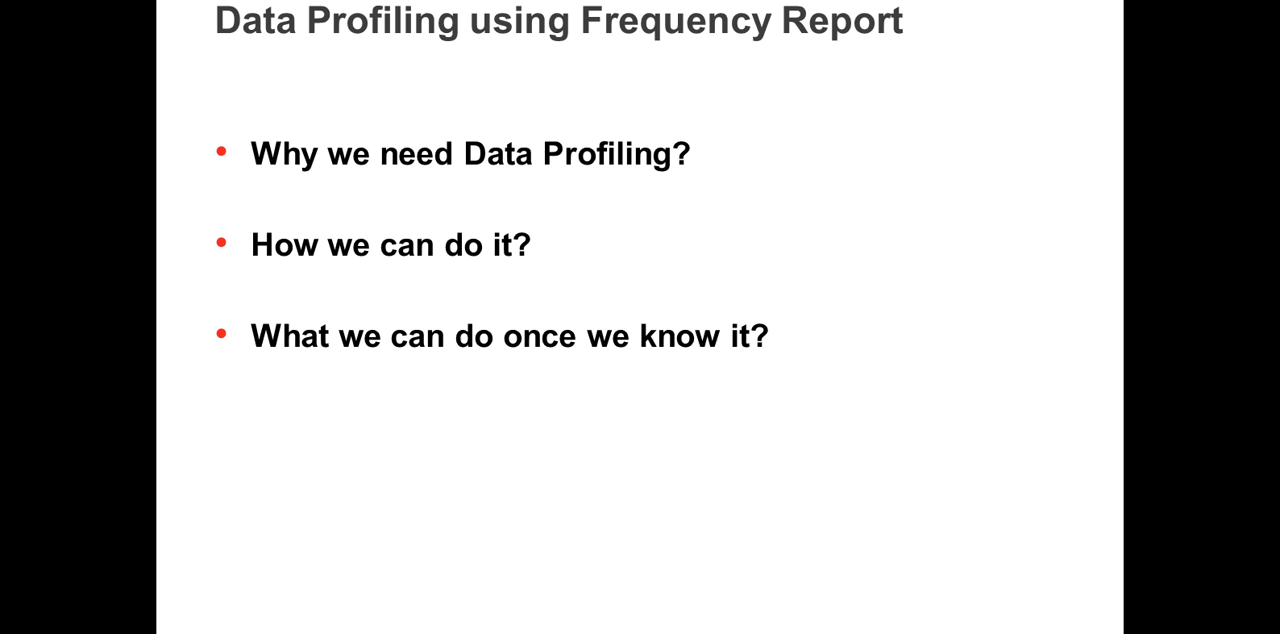 Data Profiling using Frequency Report
• Why we need Data Profiling?
• How we can do it?
• What we can do once we know it?